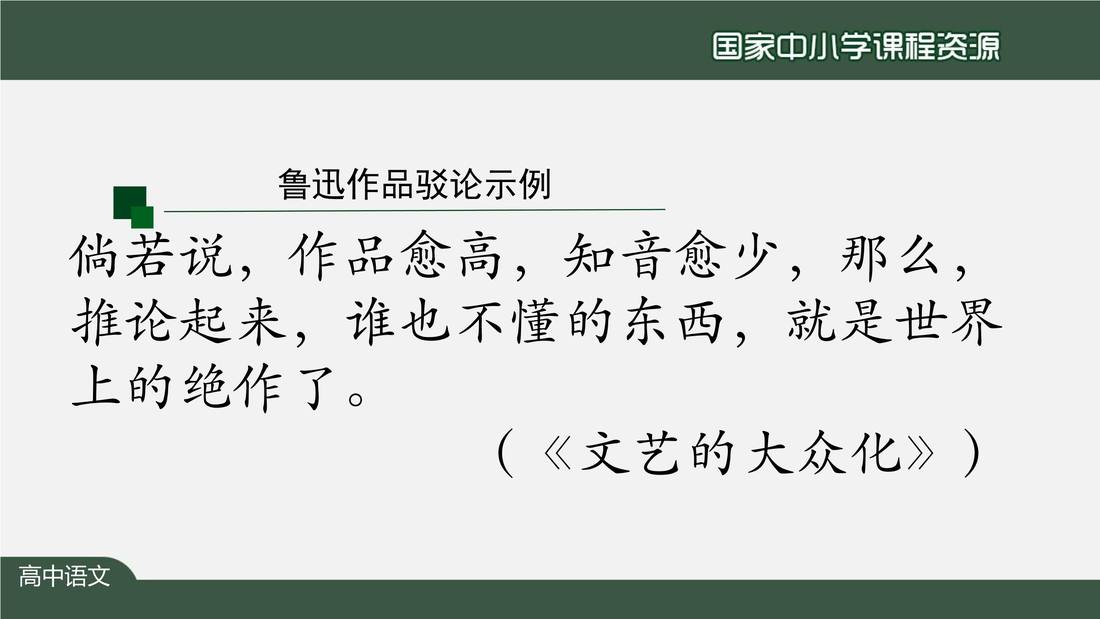 国家中小学课程资源
鲁迅作品驳论示例
倘若说，作品愈高，知音愈少，那么，
推论起来，谁也不懂的东西，就是世界
上的绝作了。
（《文艺的大众化》）
高中语文